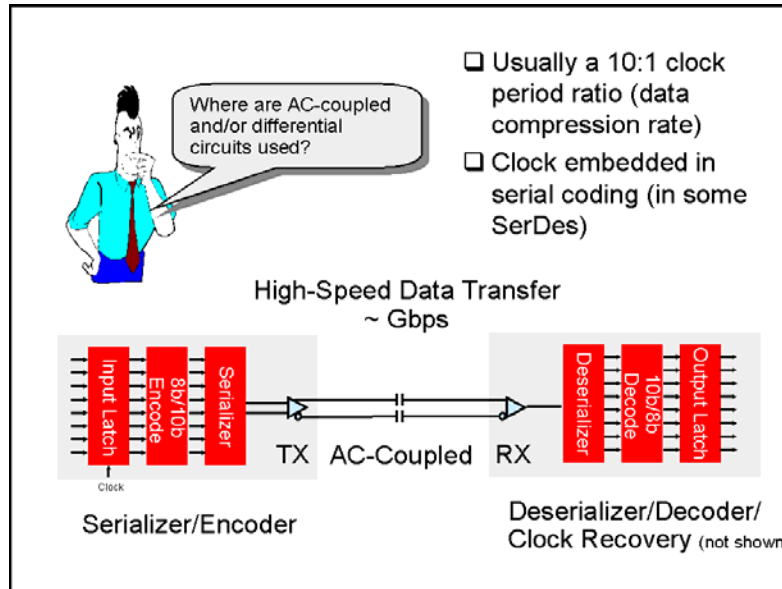 Where are AC-coupled
and/or differential
circuits used?
❑ Usually a 10:1 clock
period ratio (data
compression rate)
❑ Clock embedded in
serial coding (in some
SerDes)
High-Speed Data Transfer
~ Gbps
Input Latch
8b/10b
Encode
Serializer
TX
AC-Coupled
RX
Deserializer
10b/8b
Decode
Output Latch
Clock
Serializer/Encoder
Deserializer/Decoder/
Clock Recovery (not shown